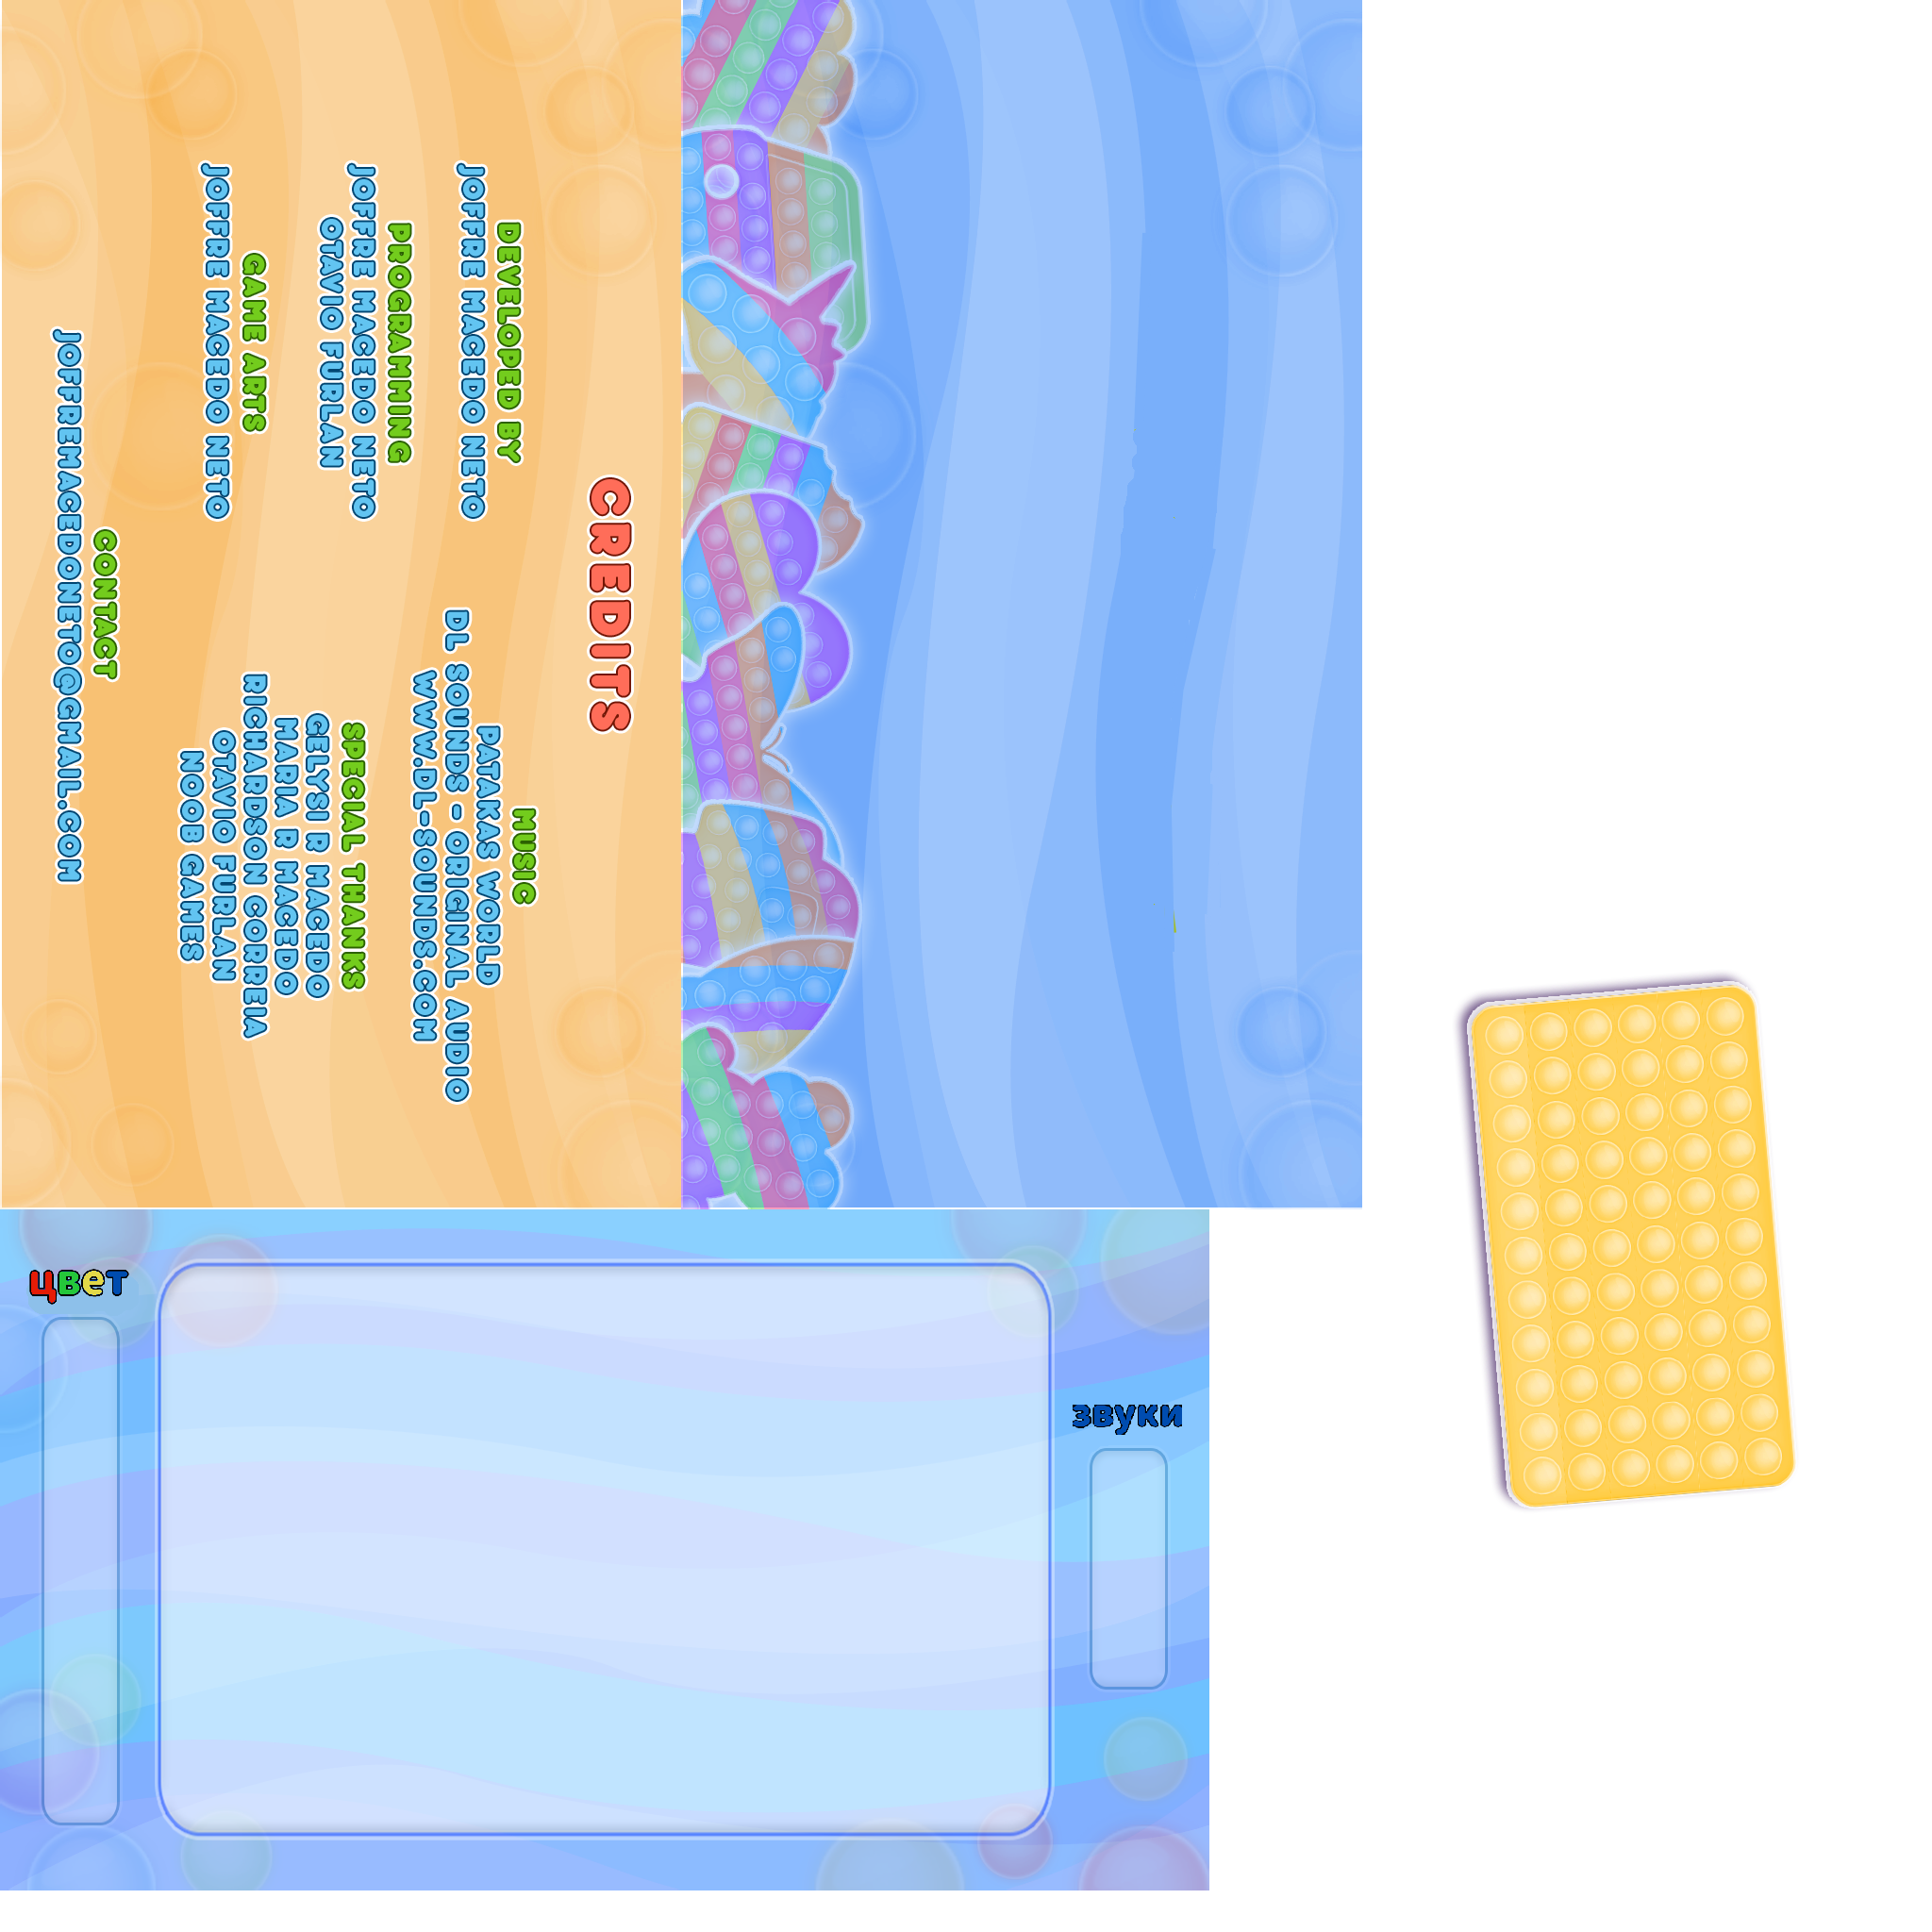 CREDITS
DEVELOPED BY
JOFFRE MACEDO NETO
PROGRAMMING
JOFFRE MACEDO NETO
OTAVIO FURLAN
GAME ARTS
JOFFRE MACEDO NETO
MUSIC
PATAKAS WORLD
DL SOUNDS - ORIGINAL AUDIO
WWW.DL-SOUNDS.COM
SPECIAL THANKS
GELYSI R MACEDO
MARIA R MACEDO
RICHARDSON CORREIA
OTAVIO FURLAN
NOOB GAMES
CONTACT
JOFFREMACEDONETO@GMAIL.COM
цвет
звуки